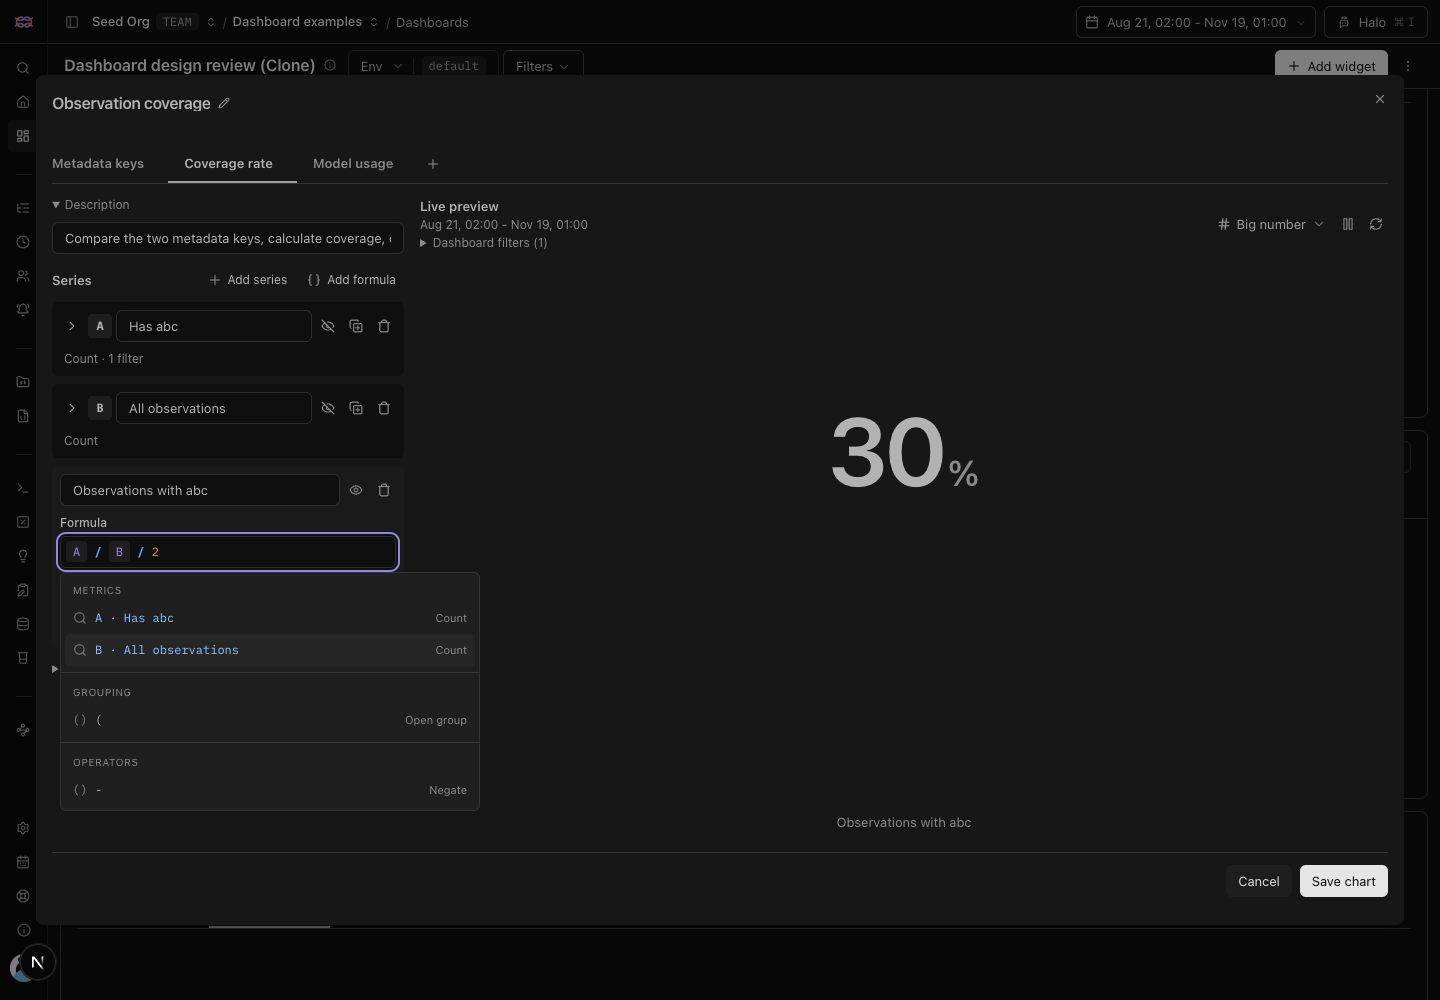 Seed Org TEAM / Dashboard examples / Dashboards
Aug 21, 02:00 - Nov 19, 01:00
Halo ⌘ I
Dashboard design review (Clone)
Env
default
Filters
+ Add widget
Observation coverage
Metadata keys
Coverage rate
Model usage
Description
Compare the two metadata keys, calculate coverage,
Series
+ Add series
{} Add formula
A
Has abc
Count · 1 filter
B
All observations
Count
Observations with abc
Formula
A / B / 2
METRICS
A · Has abc
Count
B · All observations
Count
GROUPING
() (
Open group
OPERATORS
() -
Negate
Live preview
Aug 21, 02:00 - Nov 19, 01:00
Dashboard filters (1)
# Big number
30%
Observations with abc
Cancel
Save chart
N